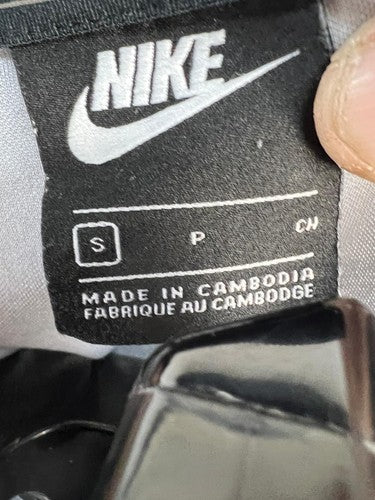 NIKE
S P CH
MADE IN CAMBODIA
FABRIQUE AU CAMBODGE